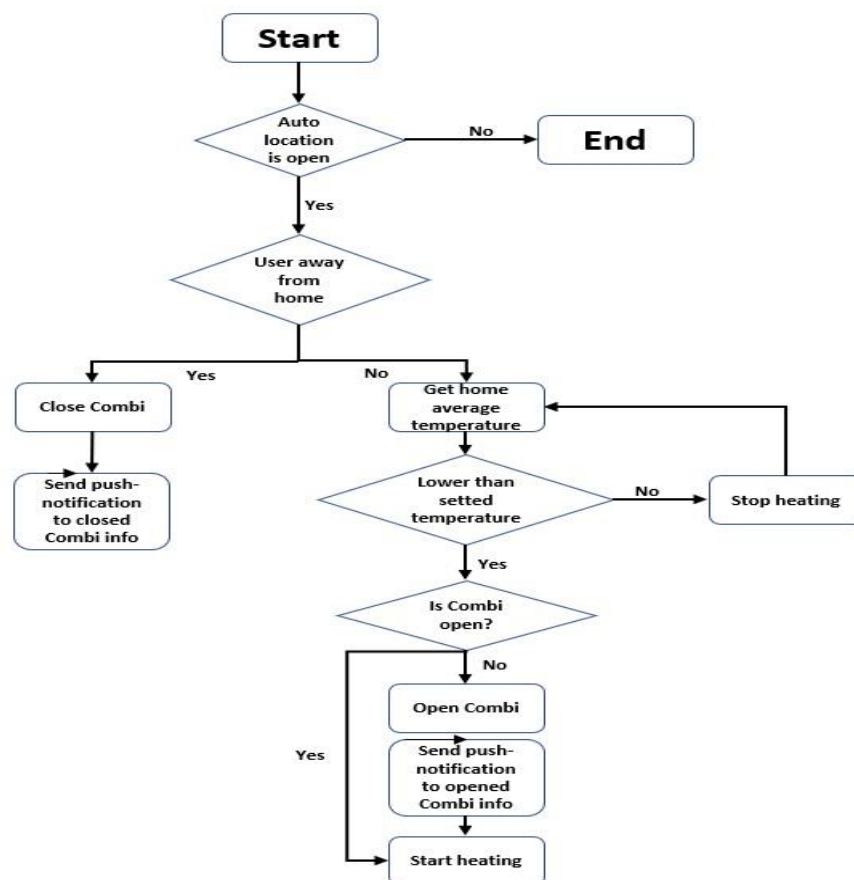 Start
Auto
location
is open
No
End
Yes
User away
from
home
Yes
No
Close Combi
Get home
average
temperature
Send push-
notification
to closed
Combi info
Lower than
setted
temperature
No
Stop heating
Yes
Is Combi
open?
No
Open Combi
Yes
Send push-
notification
to opened
Combi info
Start heating